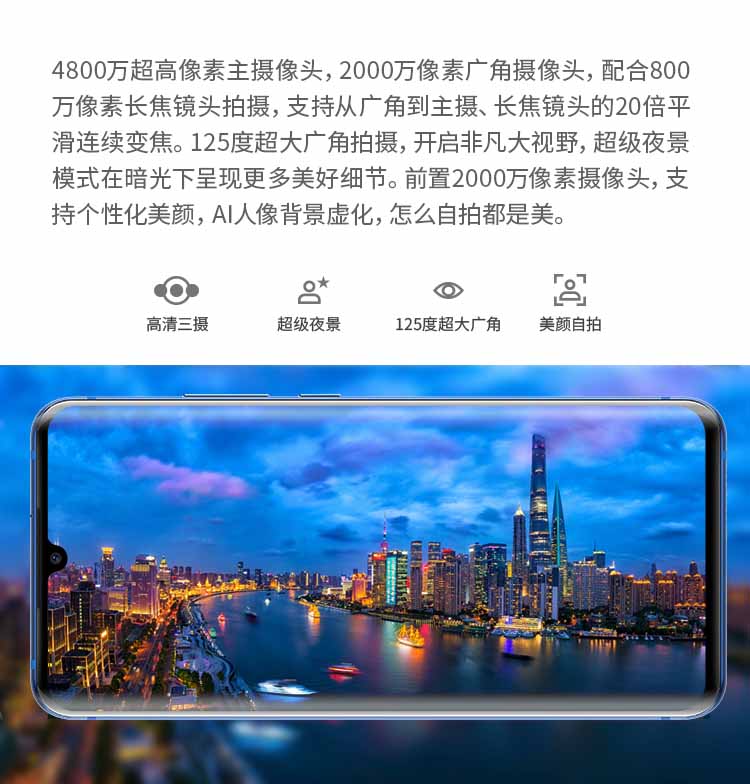 4800万超高像素主摄像头，2000万像素广角摄像头，配合800
万像素长焦镜头拍摄，支持从广角到主摄、长焦镜头的20倍平
滑连续变焦。125度超大广角拍摄，开启非凡大视野，超级夜景
模式在暗光下呈现更多美好细节。前置2000万像素摄像头，支
持个性化美颜，AI人像背景虚化，怎么自拍都是美。
高清三摄
超级夜景
125度超大广角
美颜自拍